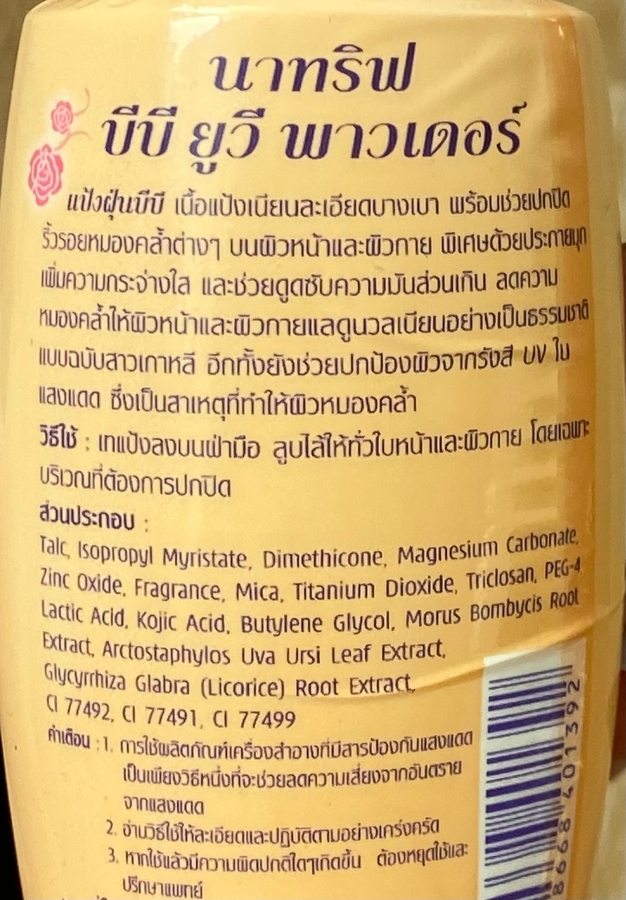 นาทริฟ
บีบี ยูวี พาวเดอร์
แป้งฝุ่นบีบี เนื้อแป้งเนียนละเอียดบางเบา พร้อมช่วยปกปิด
ริ้วรอยหมองคล้ำต่างๆ บนผิวหน้าและผิวกาย พิเศษด้วยประกายมุก
เพิ่มความกระจ่างใส และช่วยดูดซับความมันส่วนเกิน ลดความ
หมองคล้ำให้ผิวหน้าและผิวกายแลดูนวลเนียนอย่างเป็นธรรมชาติ
แบบฉบับสาวเกาหลี อีกทั้งยังช่วยปกป้องผิวจากรังสี UV ใน
แสงแดด ซึ่งเป็นสาเหตุที่ทำให้ผิวหมองคล้ำ
วิธีใช้ : เทแป้งลงบนฝ่ามือ ลูบไล้ให้ทั่วใบหน้าและผิวกาย โดยเฉพาะ
บริเวณที่ต้องการปกปิด
ส่วนประกอบ :
Talc, Isopropyl Myristate, Dimethicone, Magnesium Carbonate,
Zinc Oxide, Fragrance, Mica, Titanium Dioxide, Triclosan, PEG-4
Lactic Acid, Kojic Acid, Butylene Glycol, Morus Bombycis Root
Extract, Arctostaphylos Uva Ursi Leaf Extract,
Glycyrrhiza Glabra (Licorice) Root Extract,
CI 77492, CI 77491, CI 77499
คำเตือน : 1. การใช้ผลิตภัณฑ์เครื่องสำอางที่มีสารป้องกันแสงแดด
เป็นเพียงวิธีหนึ่งที่จะช่วยลดความเสี่ยงจากอันตราย
จากแสงแดด
2. อ่านวิธีใช้ให้ละเอียดและปฏิบัติตามอย่างเคร่งครัด
3. หากใช้แล้วมีความผิดปกติใดๆเกิดขึ้น ต้องหยุดใช้และ
ปรึกษาแพทย์
8668 401392